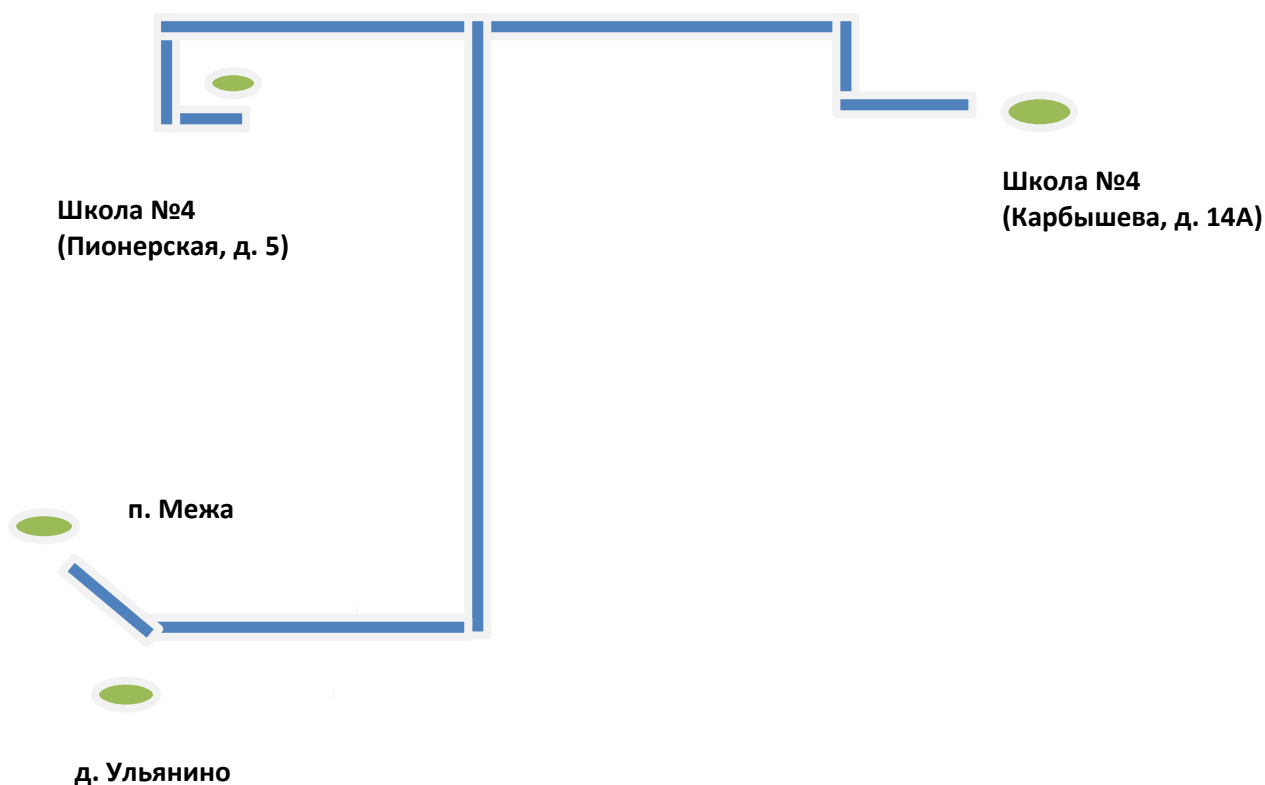 Школа №4
(Пионерская, д. 5)
Школа №4
(Карбышева, д. 14А)
п. Межа
д. Ульянино